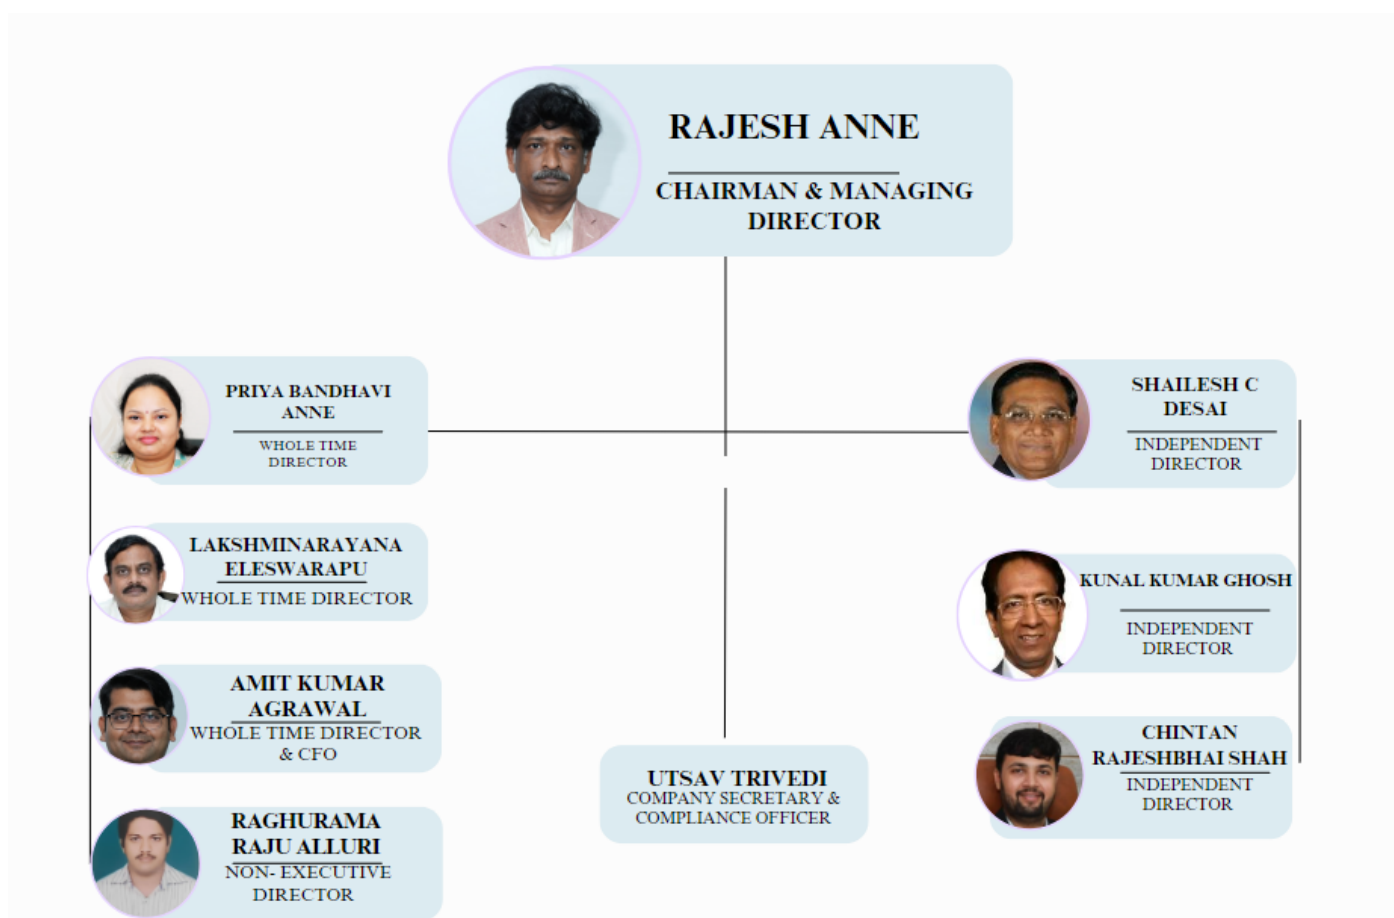 RAJESH ANNE
CHAIRMAN & MANAGING
DIRECTOR
PRIYA BANDHAVI
ANNE
WHOLE TIME
DIRECTOR
LAKSHMINARAYANA
ELESWARAPU
WHOLE TIME DIRECTOR
AMIT KUMAR
AGRAWAL
WHOLE TIME DIRECTOR
& CFO
RAGHURAMA
RAJU ALLURI
NON- EXECUTIVE
DIRECTOR
UTSAV TRIVEDI
COMPANY SECRETARY &
COMPLIANCE OFFICER
SHAILESH C
DESAI
INDEPENDENT
DIRECTOR
KUNAL KUMAR GHOSH
INDEPENDENT
DIRECTOR
CHINTAN
RAJESHBHAI SHAH
INDEPENDENT
DIRECTOR